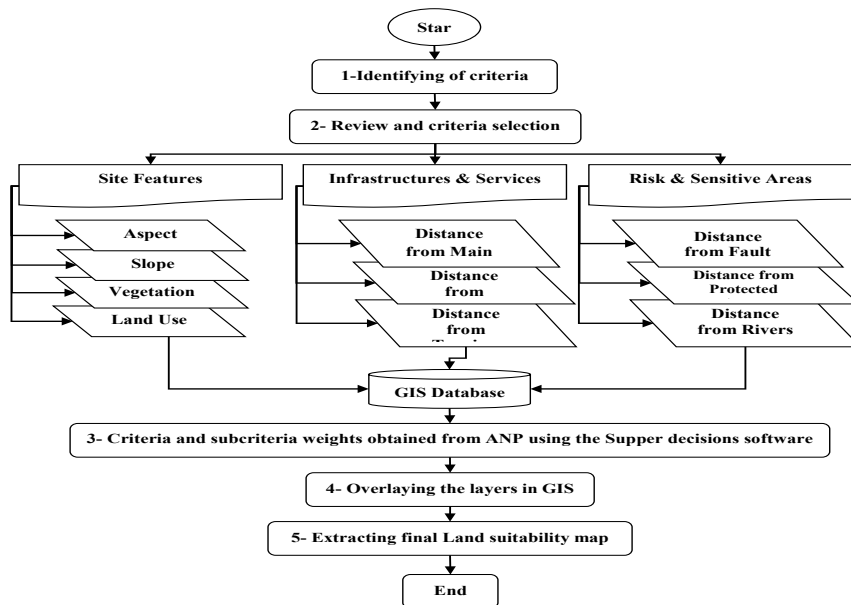 Star
1-Identifying of criteria
2- Review and criteria selection
Site Features
Infrastructures & Services
Risk & Sensitive Areas
Aspect
Slope
Vegetation
Land Use
Distance
from Main
Distance
from
Distance
from
Distance
from Fault
Distance from
Protected
Distance
from Rivers
GIS Database
3- Criteria and subcriteria weights obtained from ANP using the Supper decisions software
4- Overlaying the layers in GIS
5- Extracting final Land suitability map
End